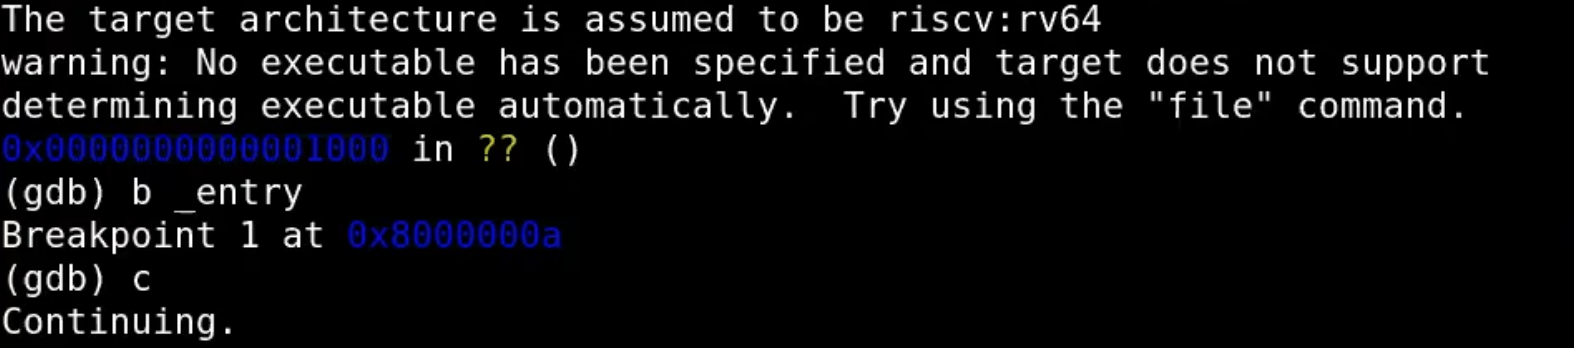 The target architecture is assumed to be riscv:rv64
warning: No executable has been specified and target does not support
determining executable automatically.  Try using the "file" command.
0x0000000000001000 in ?? ()
(gdb) b _entry
Breakpoint 1 at 0x8000000a
(gdb) c
Continuing.